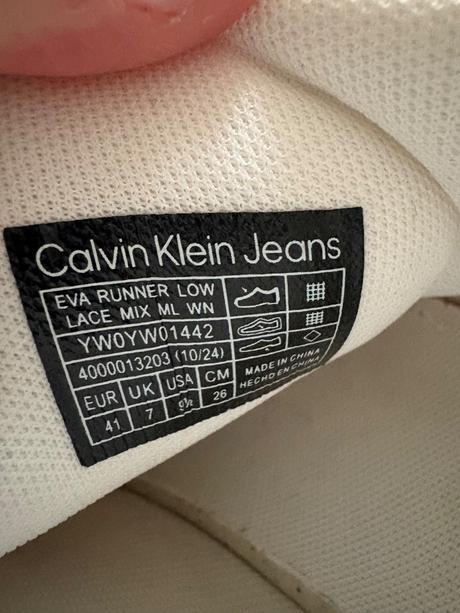 Calvin Klein Jeans
EVA RUNNER LOW
LACE MIX ML WN
YW0YW01442
4000013203 (10/24)
EUR UK USA CM
41 7 9½ 26
MADE IN CHINA
HECHO EN CHINA